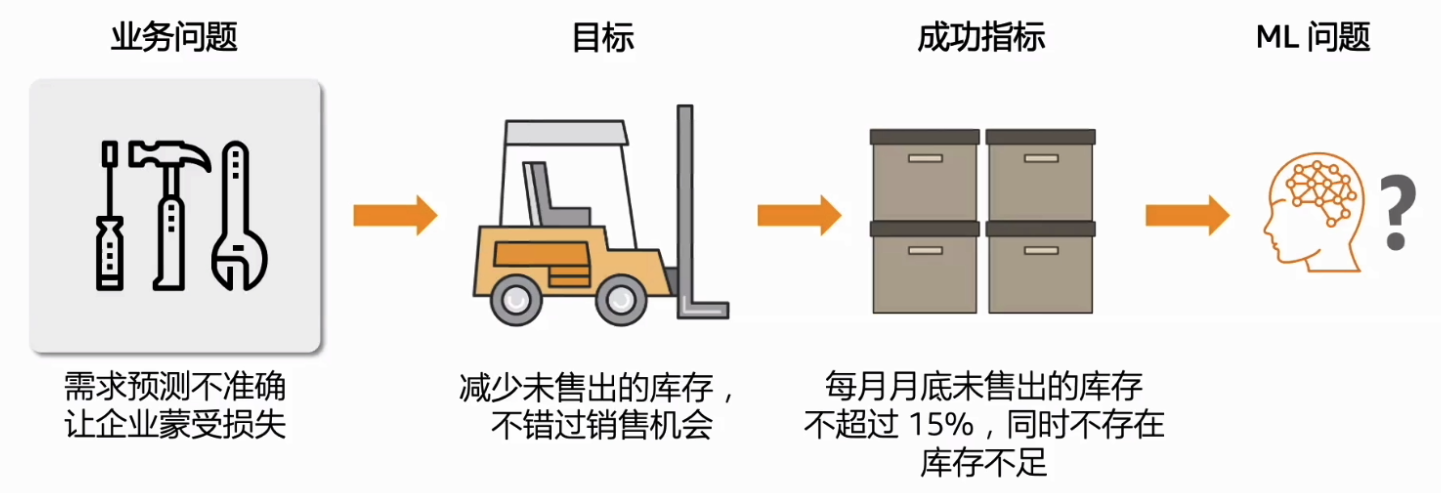 业务问题
目标
成功指标
ML 问题
?
需求预测不准确
让企业蒙受损失
减少未售出的库存，
不错过销售机会
每月月底未售出的库存
不超过 15%，同时不存在
库存不足